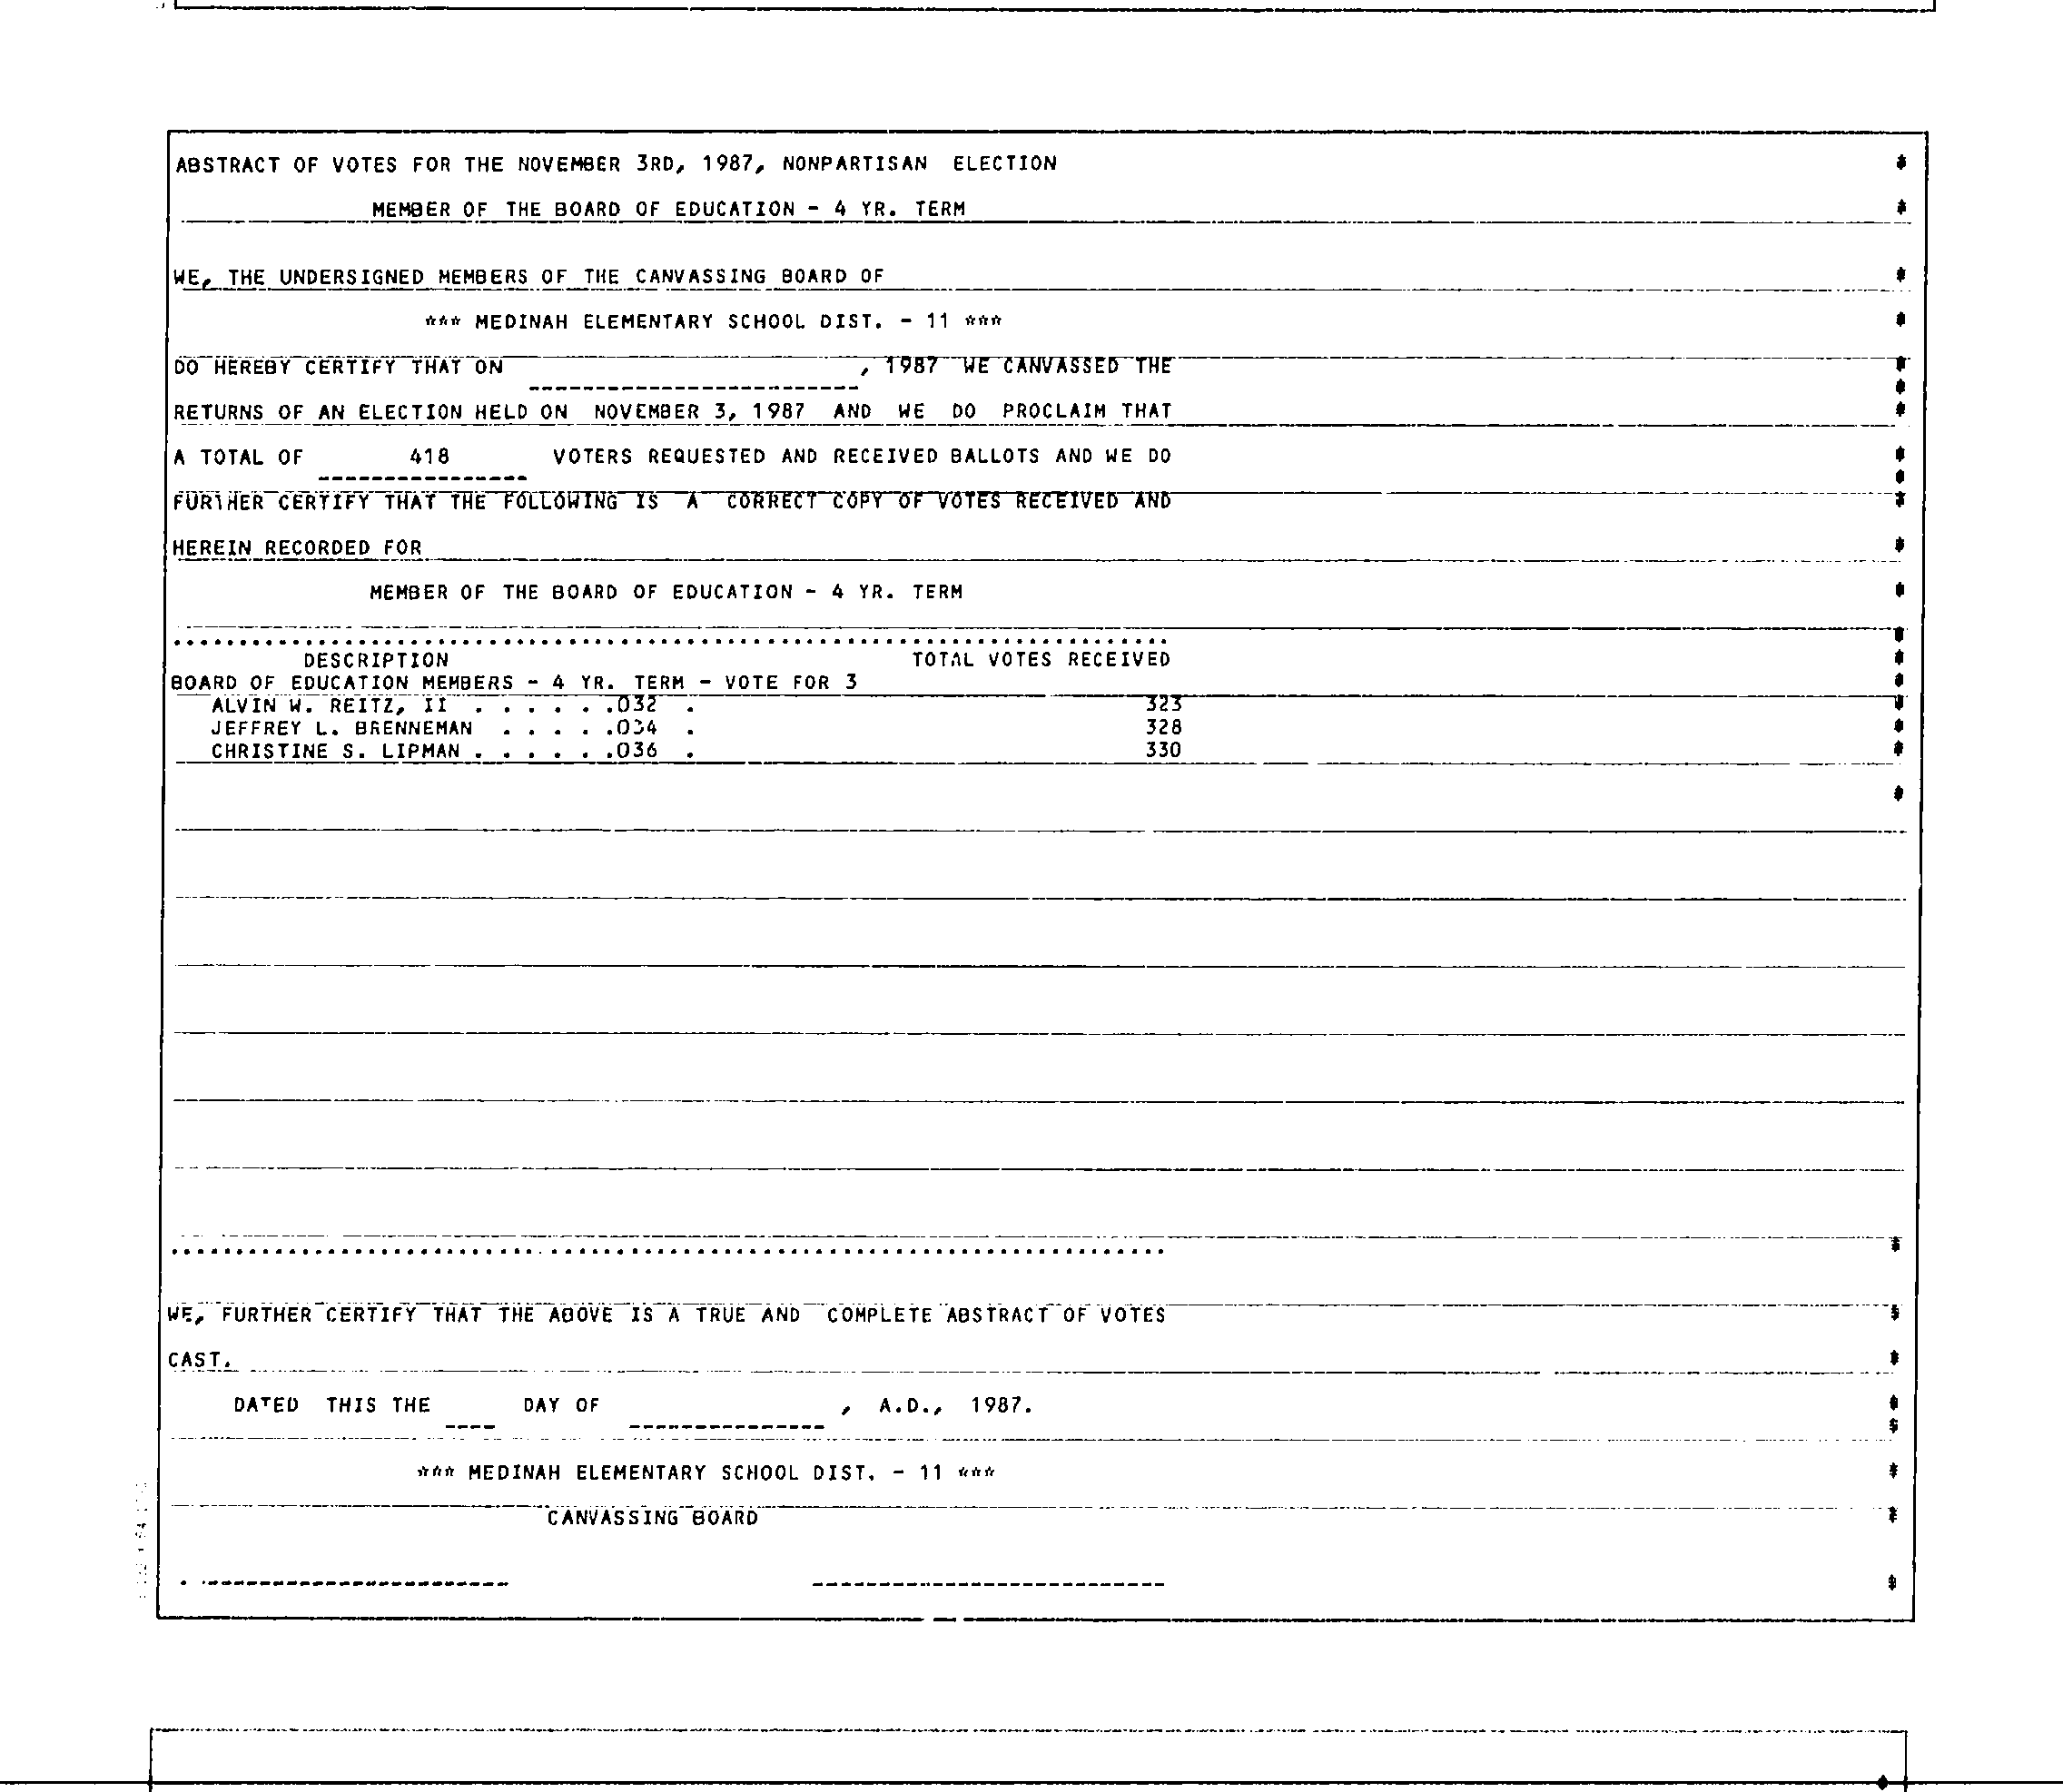 ABSTRACT OF VOTES FOR THE NOVEMBER 3RD, 1987, NONPARTISAN ELECTION
MEMBER OF THE BOARD OF EDUCATION - 4 YR. TERM
WE, THE UNDERSIGNED MEMBERS OF THE CANVASSING BOARD OF
*** MEDINAH ELEMENTARY SCHOOL DIST. - 11 ***
DO HEREBY CERTIFY THAT ON , 1987 WE CANVASSED THE
RETURNS OF AN ELECTION HELD ON NOVEMBER 3, 1987 AND WE DO PROCLAIM THAT
A TOTAL OF 418 VOTERS REQUESTED AND RECEIVED BALLOTS AND WE DO
FURTHER CERTIFY THAT THE FOLLOWING IS A CORRECT COPY OF VOTES RECEIVED AND
HEREIN RECORDED FOR
MEMBER OF THE BOARD OF EDUCATION - 4 YR. TERM
DESCRIPTION TOTAL VOTES RECEIVED
BOARD OF EDUCATION MEMBERS - 4 YR. TERM - VOTE FOR 3
ALVIN W. REITZ, II . . . . . .032 . 323
JEFFREY L. BRENNEMAN . . . . .034 . 328
CHRISTINE S. LIPMAN . . . . . .036 . 330
WE, FURTHER CERTIFY THAT THE ABOVE IS A TRUE AND COMPLETE ABSTRACT OF VOTES
CAST.
DATED THIS THE ____ DAY OF _______________ , A.D., 1987.
*** MEDINAH ELEMENTARY SCHOOL DIST. - 11 ***
CANVASSING BOARD